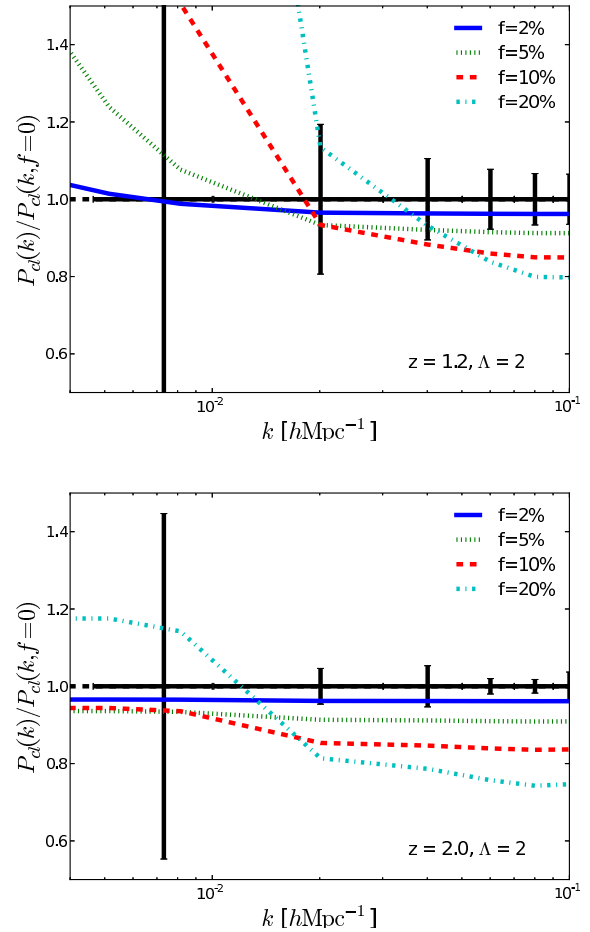 1.4
1.2
1.0
0.8
0.6
P_cl(k)/P_cl(k, f=0)
f=2%
f=5%
f=10%
f=20%
z = 1.2, Λ = 2
10⁻²
10⁻¹
k [hMpc⁻¹]
1.4
1.2
1.0
0.8
0.6
P_cl(k)/P_cl(k, f=0)
f=2%
f=5%
f=10%
f=20%
z = 2.0, Λ = 2
10⁻²
10⁻¹
k [hMpc⁻¹]